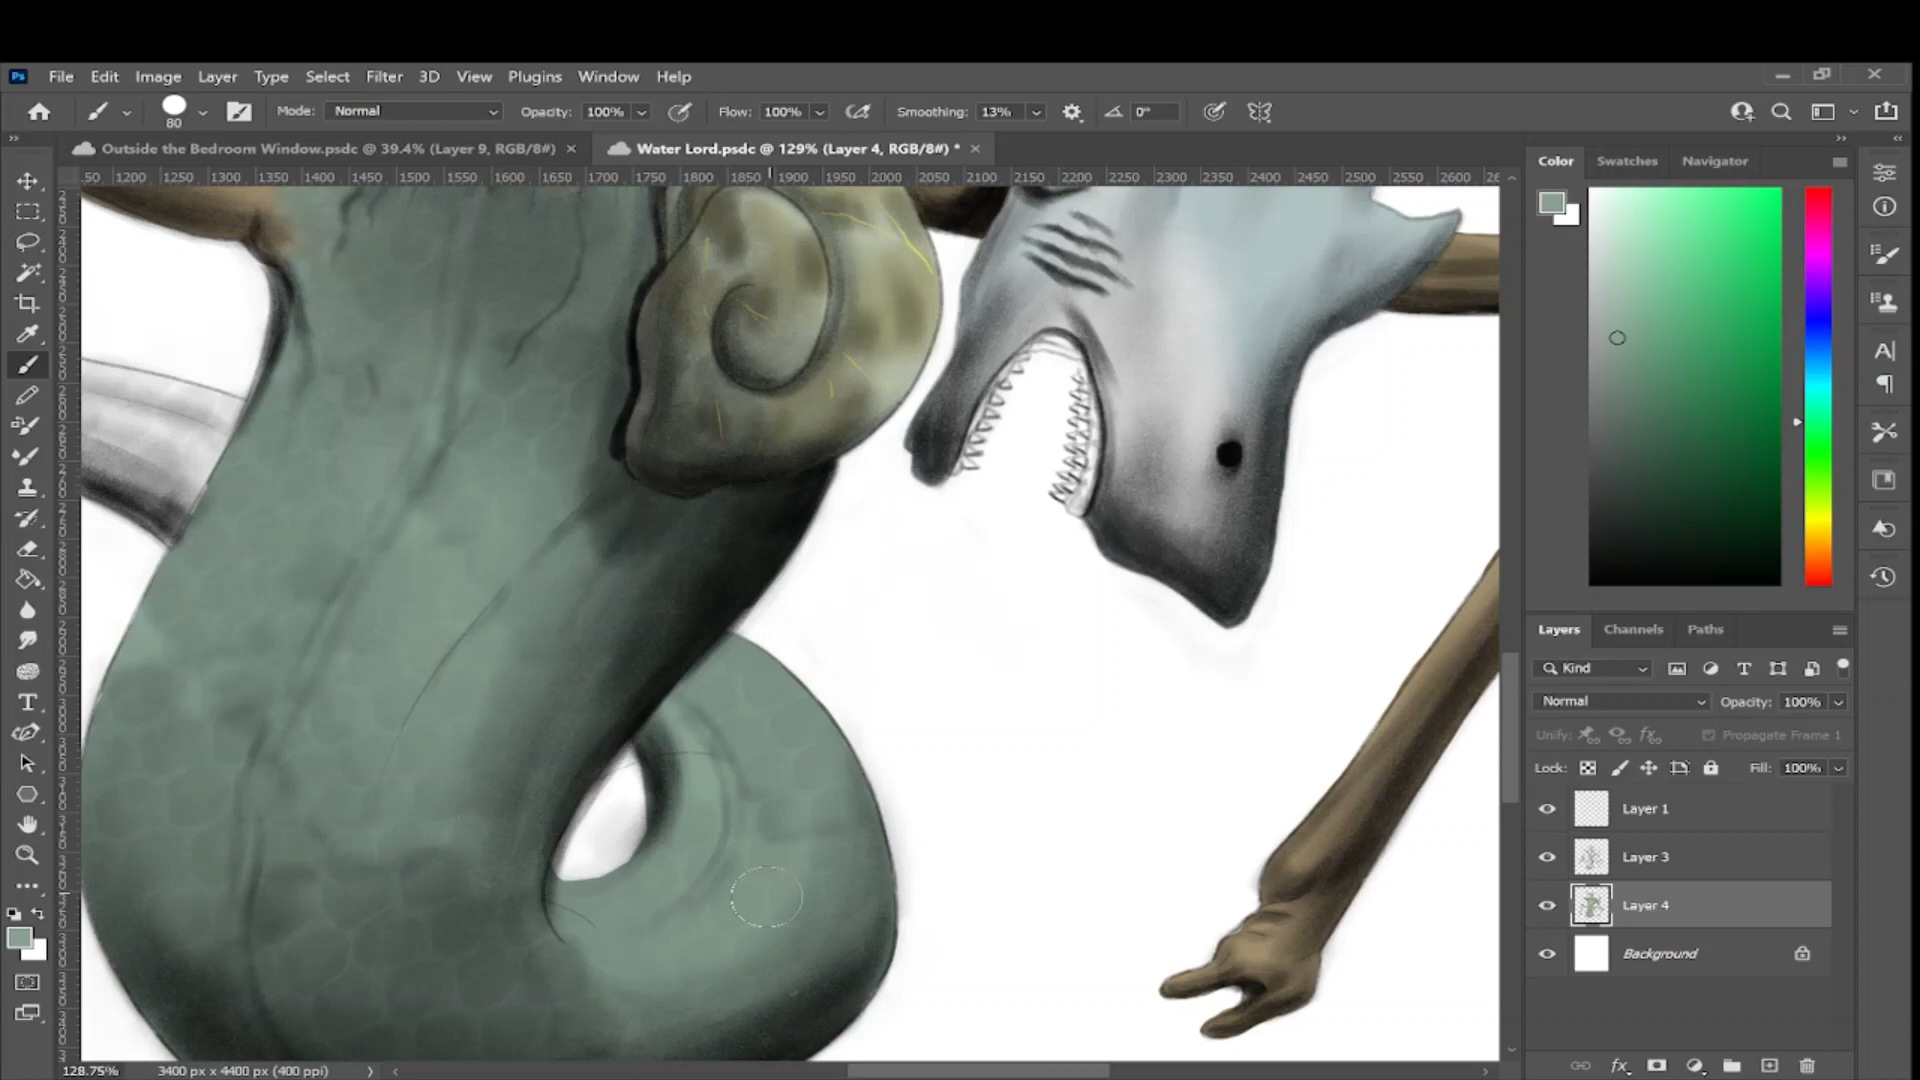 Ps File Edit Image Layer Type Select Filter 3D View Plugins Window Help
80 Mode: Normal Opacity: 100% Flow: 100% Smoothing: 13% 0°
Outside the Bedroom Window.psdc @ 39.4% (Layer 9, RGB/8#) × Water Lord.psdc @ 129% (Layer 4, RGB/8#) * ×
50 1200 1250 1300 1350 1400 1450 1500 1550 1600 1650 1700 1750 1800 1850 1900 1950 2000 2050 2100 2150 2200 2250 2300 2350 2400 2450 2500 2550 2600
Color Swatches Navigator
Layers Channels Paths
Kind
Normal Opacity: 100%
Unify: Propagate Frame 1
Lock: Fill: 100%
Layer 1
Layer 3
Layer 4
Background
128.75% 3400 px x 4400 px (400 ppi)